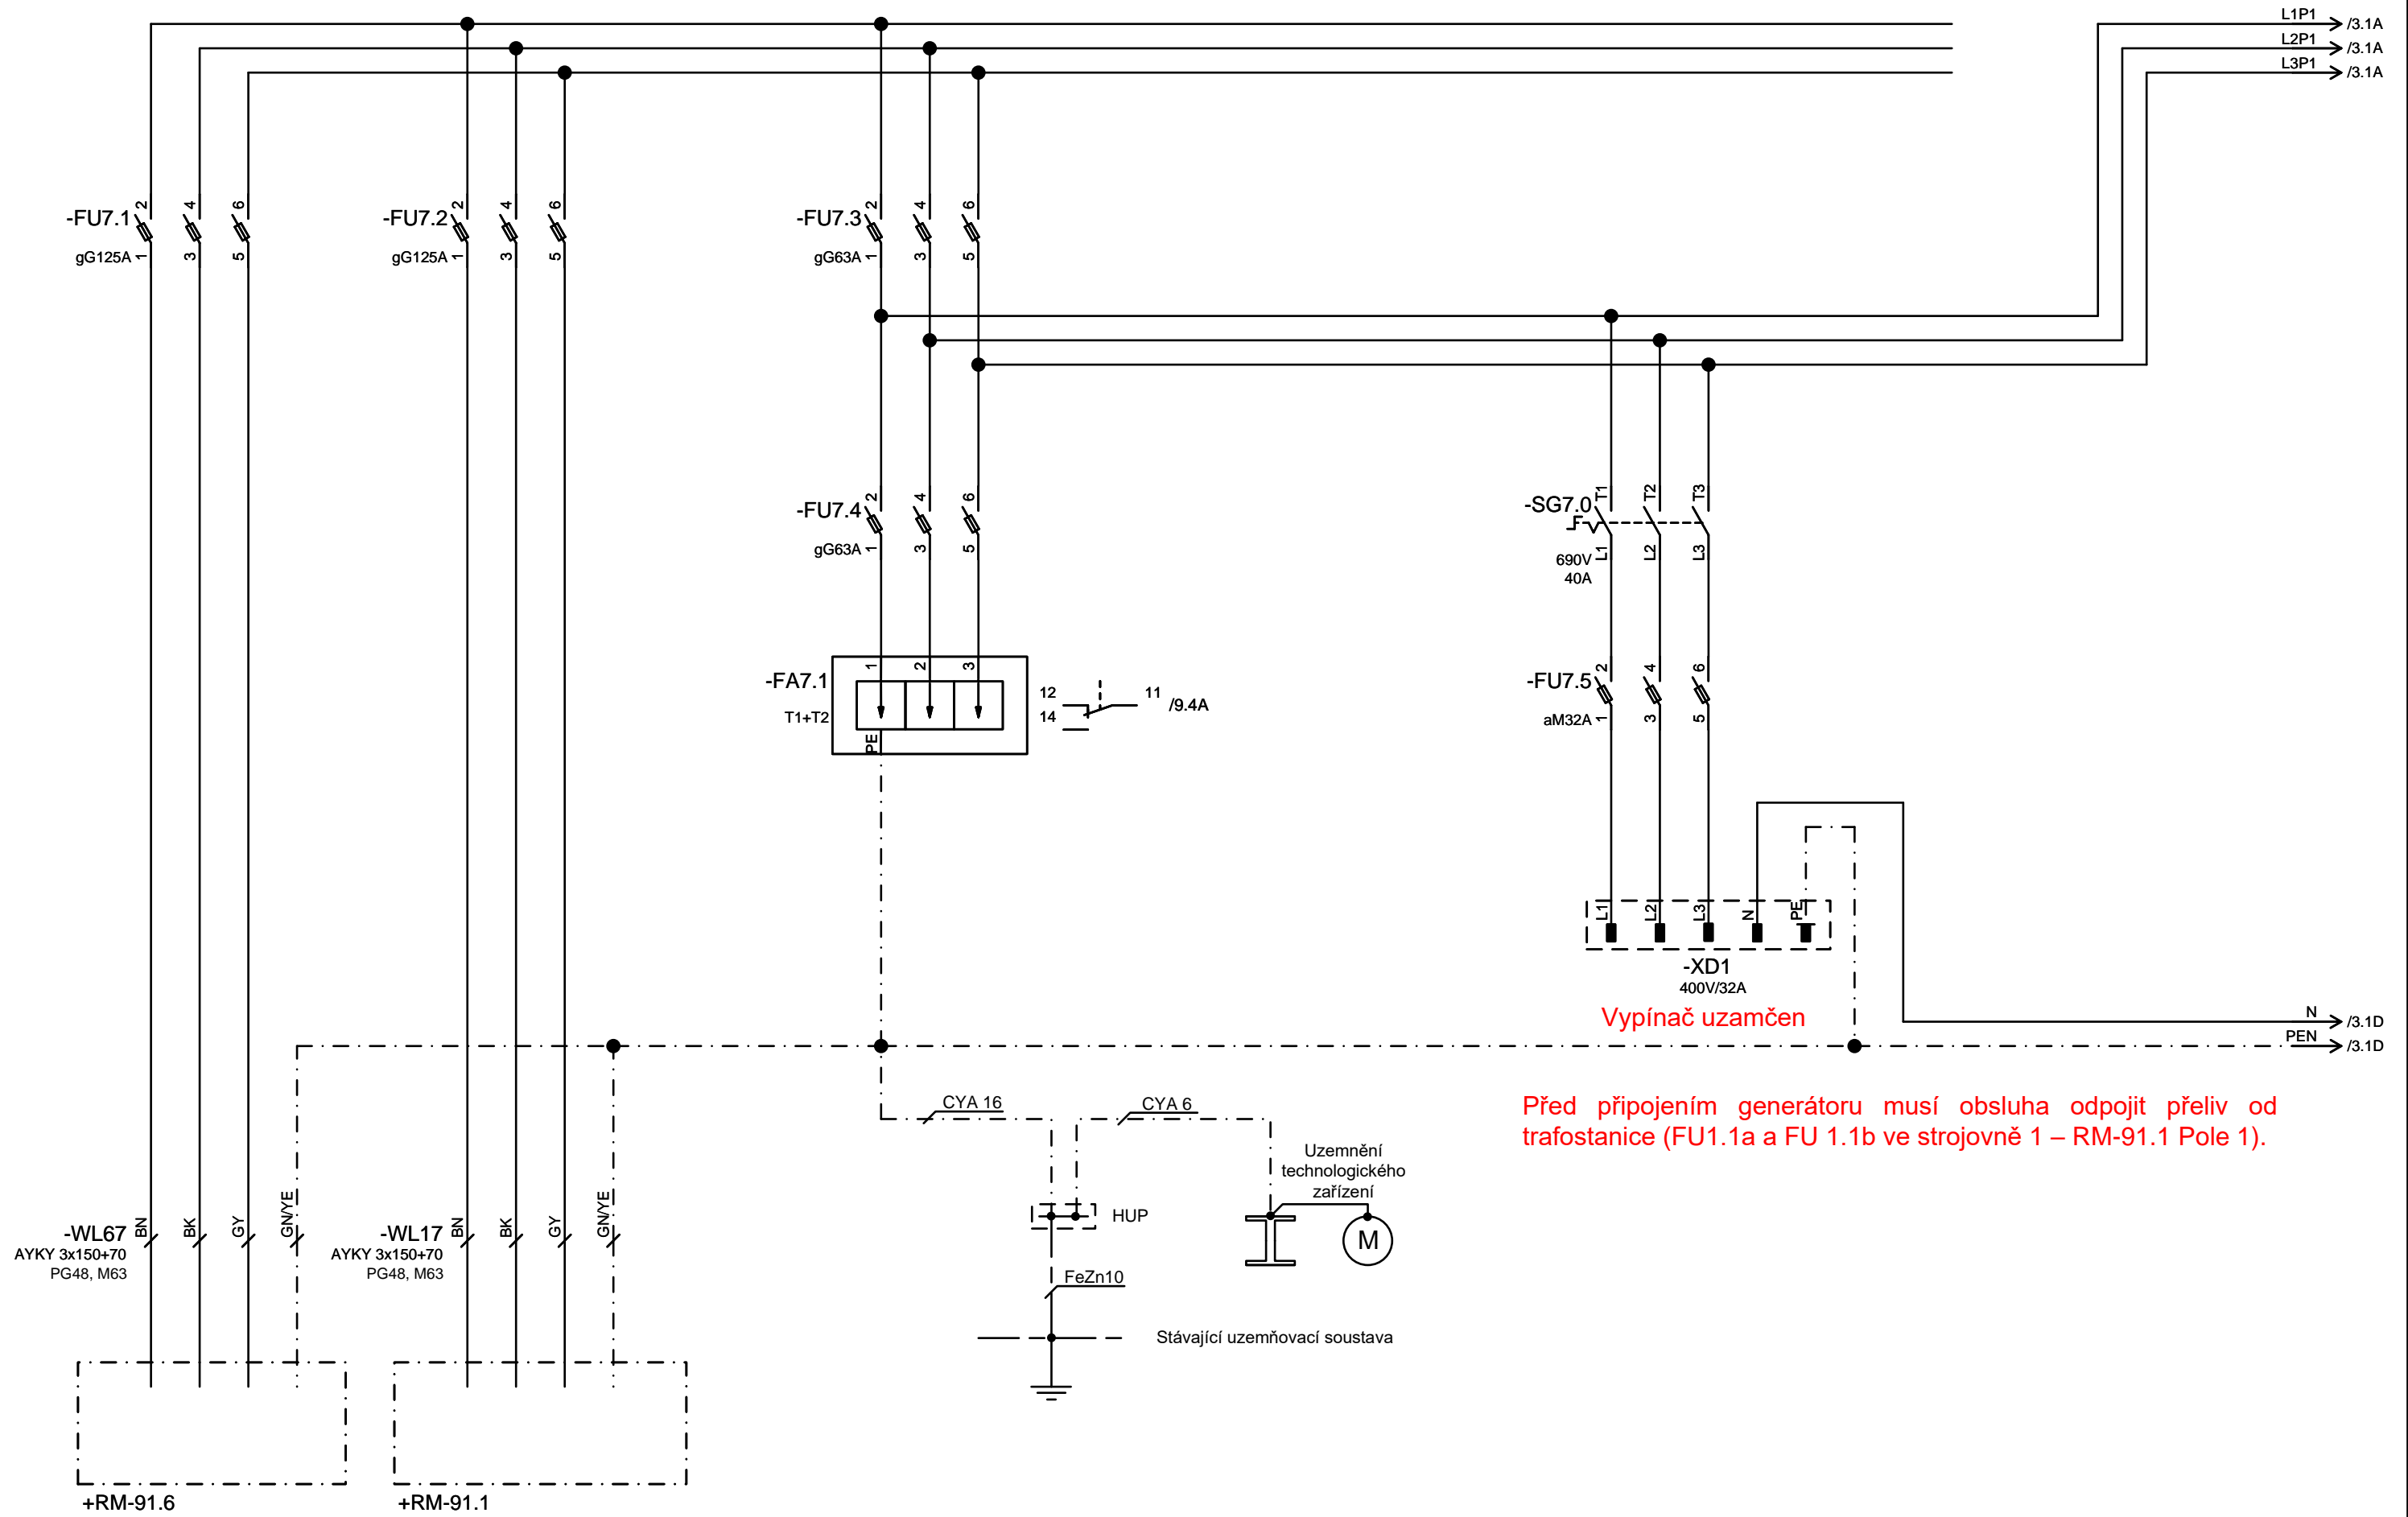 L1P1 /3.1A
L2P1 /3.1A
L3P1 /3.1A
-FU7.1 2 4 6
gG125A 1 3 5
-FU7.2 2 4 6
gG125A 1 3 5
-FU7.3 2 4 6
gG63A 1 3 5
-FU7.4 2 4 6
gG63A 1 3 5
-SG7.0 T1 T2 T3
690V L1 L2 L3
40A
-FA7.1 1 2 3
T1+T2
PE
12 11 /9.4A
14
-FU7.5 2 4 6
aM32A 1 3 5
L1 L2 L3 N PE
-XD1
400V/32A
Vypínač uzamčen
N /3.1D
PEN /3.1D
Před připojením generátoru musí obsluha odpojit přeliv od
trafostanice (FU1.1a a FU 1.1b ve strojovně 1 – RM-91.1 Pole 1).
CYA 16
CYA 6
Uzemnění
technologického
zařízení
HUP
M
FeZn10
Stávající uzemňovací soustava
-WL67 BN BK GY GN/YE
AYKY 3x150+70
PG48, M63
-WL17 BN BK GY GN/YE
AYKY 3x150+70
PG48, M63
+RM-91.6
+RM-91.1